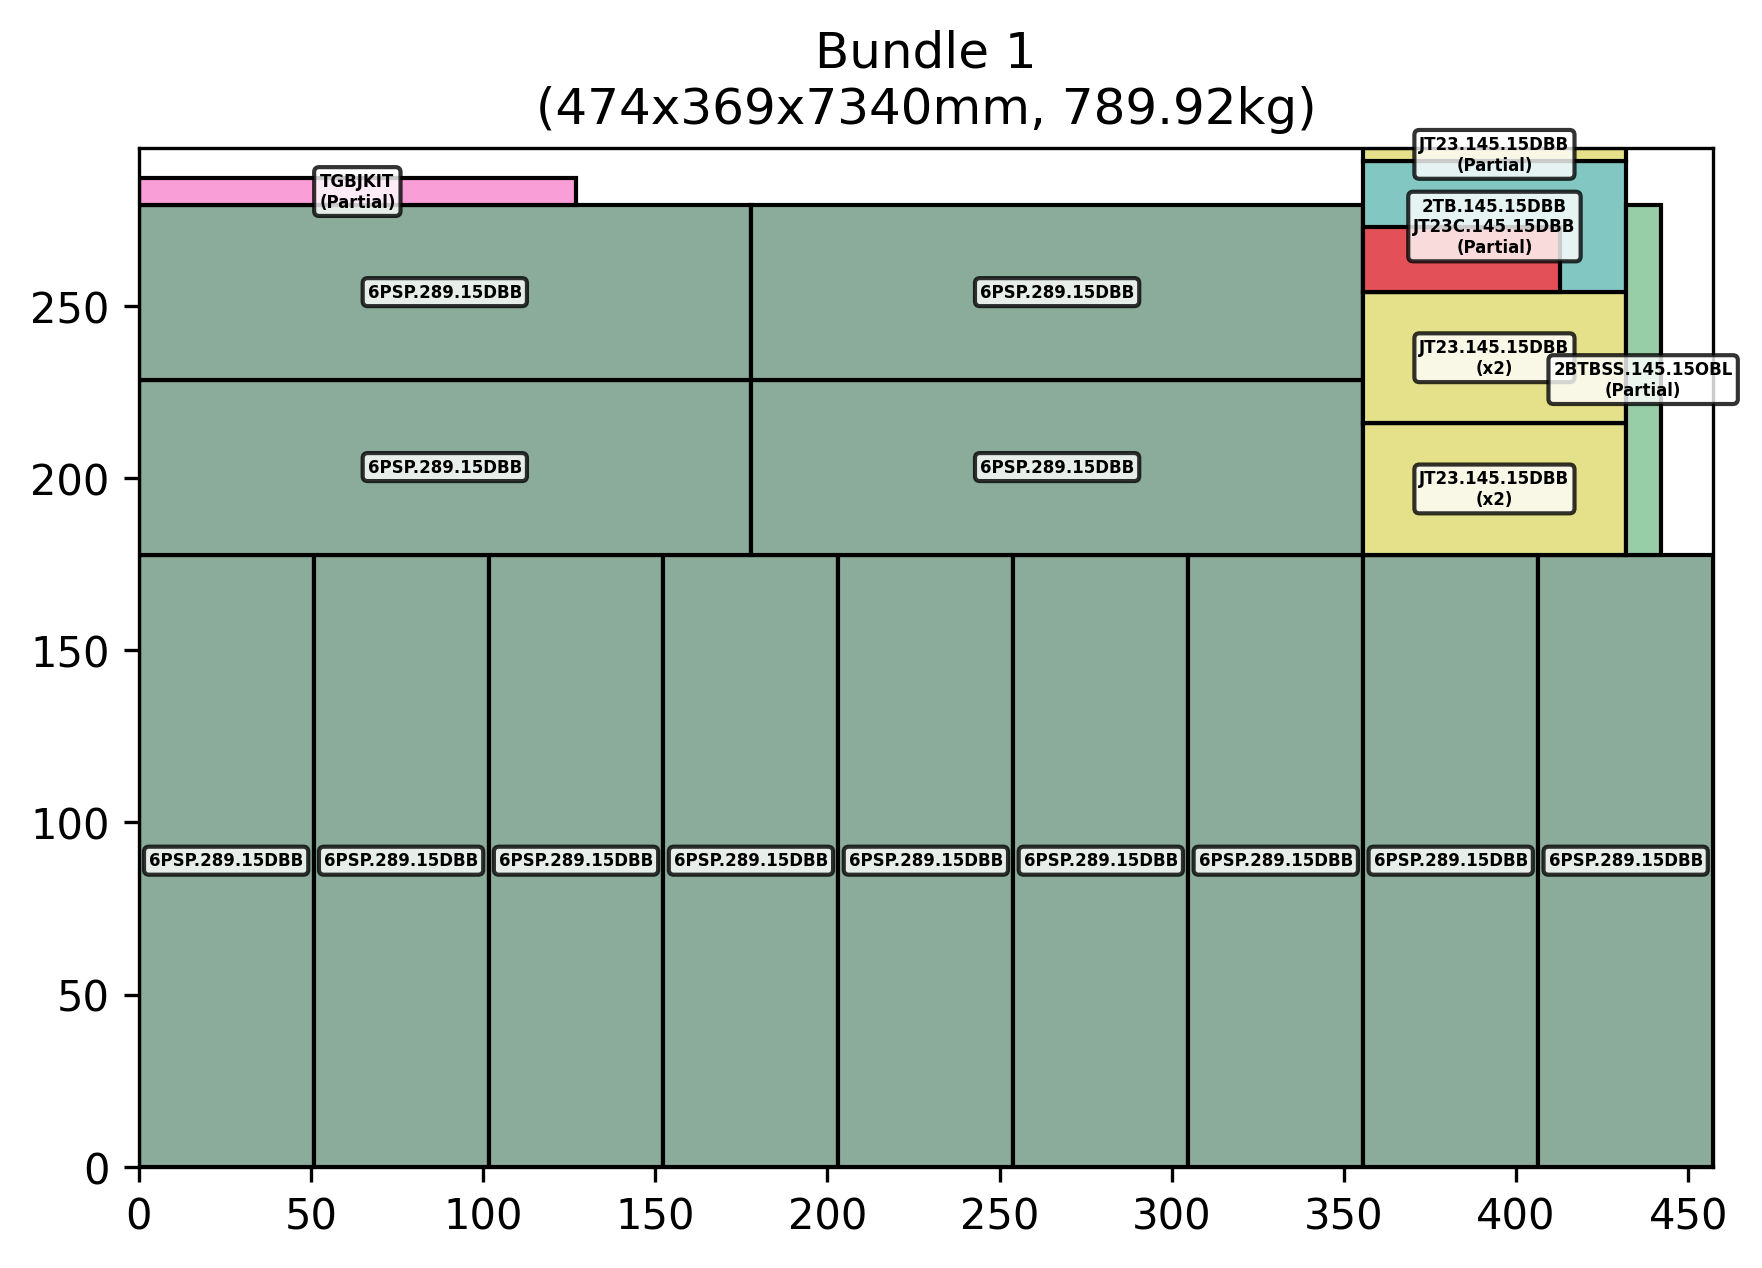 Bundle 1
(474x369x7340mm, 789.92kg)
JT23.145.15DBB
(Partial)
TGBJKIT
(Partial)
2TB.145.15DBB
JT23C.145.15DBB
(Partial)
6PSP.289.15DBB
6PSP.289.15DBB
250
JT23.145.15DBB
(x2)
2BTBSS.145.15OBL
(Partial)
6PSP.289.15DBB
6PSP.289.15DBB
200
JT23.145.15DBB
(x2)
150
100
6PSP.289.15DBB
6PSP.289.15DBB
6PSP.289.15DBB
6PSP.289.15DBB
6PSP.289.15DBB
6PSP.289.15DBB
6PSP.289.15DBB
6PSP.289.15DBB
6PSP.289.15DBB
50
0
0 50 100 150 200 250 300 350 400 450